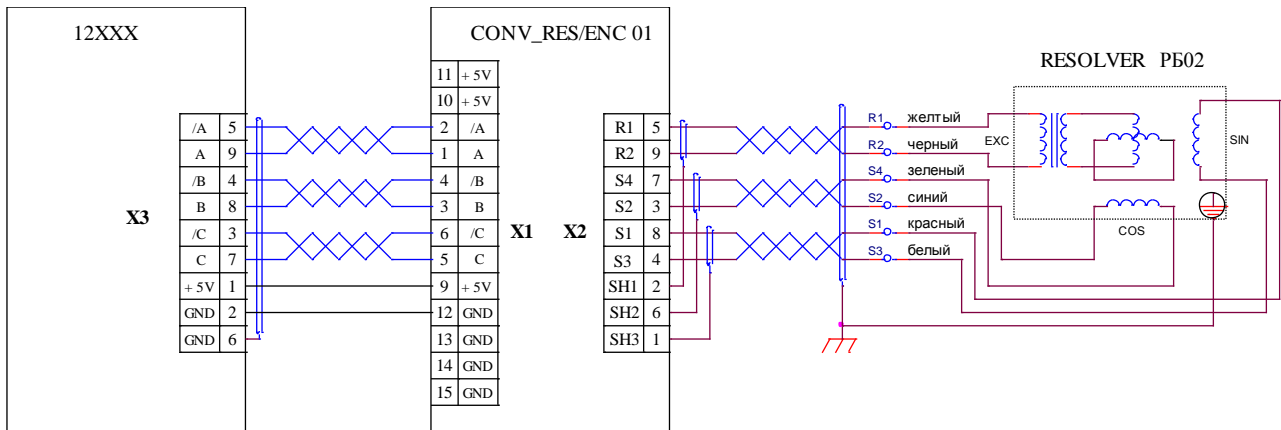 12XXX
CONV_RES/ENC 01
RESOLVER РБ02
11 + 5V
10 + 5V
/A 5
2 /A
R1 5
R1 желтый
A 9
1 A
R2 9
R2 черный
EXC
SIN
/B 4
4 /B
S4 7
S4 зеленый
B 8
3 B
S2 3
S2 синий
X3
/C 3
6 /C
X1
X2
S1 8
S1 красный
COS
C 7
5 C
S3 4
S3 белый
+ 5V 1
9 + 5V
SH1 2
GND 2
12 GND
SH2 6
GND 6
13 GND
SH3 1
14 GND
15 GND